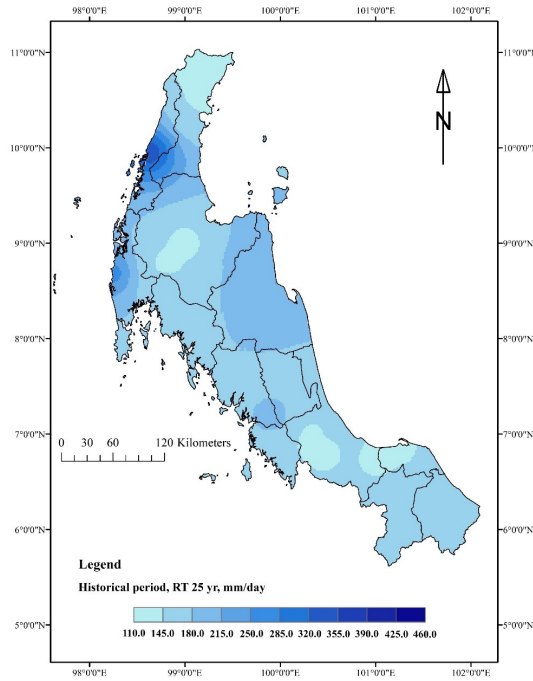 98°0'0"E 99°0'0"E 100°0'0"E 101°0'0"E 102°0'0"E
11°0'0"N 11°0'0"N
N
10°0'0"N 10°0'0"N
9°0'0"N 9°0'0"N
8°0'0"N 8°0'0"N
7°0'0"N 7°0'0"N
0 30 60 120 Kilometers
6°0'0"N 6°0'0"N
Legend
Historical period, RT 25 yr, mm/day
5°0'0"N 5°0'0"N
110.0 145.0 180.0 215.0 250.0 285.0 320.0 355.0 390.0 425.0 460.0
98°0'0"E 99°0'0"E 100°0'0"E 101°0'0"E 102°0'0"E